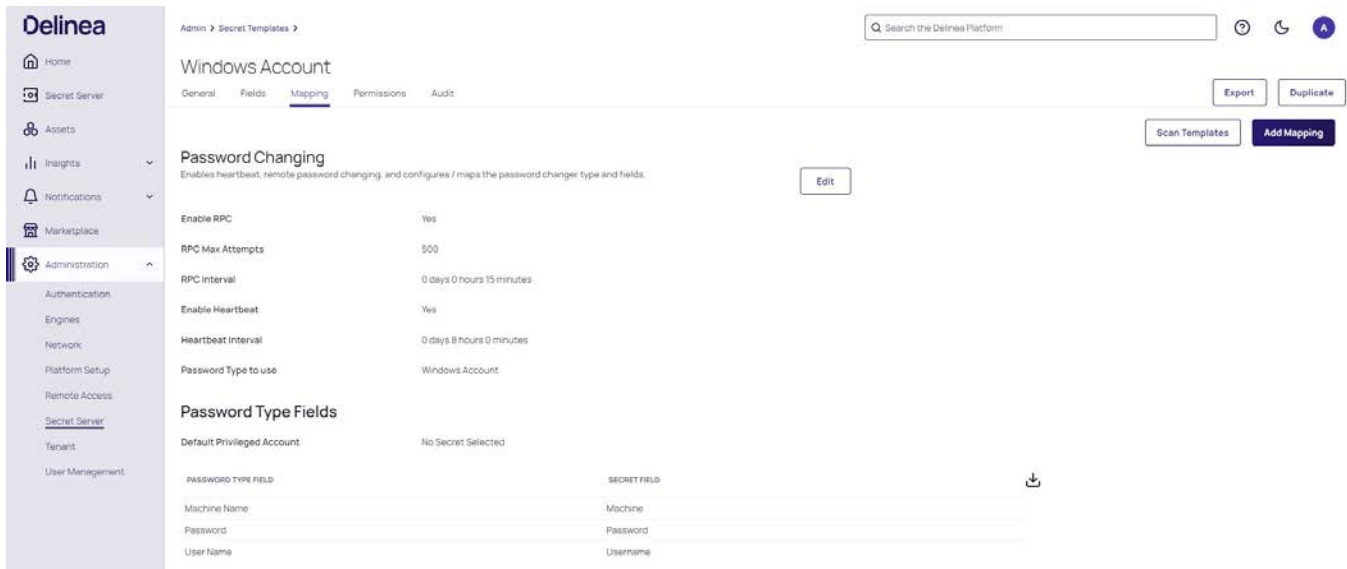 Delinea
Admin > Secret Templates >
Search the Delinea Platform
A
Home
Secret Server
Assets
Insights
Notifications
Marketplace
Administration
Authentication
Engines
Network
Platform Setup
Remote Access
Secret Server
Tenant
User Management
Windows Account
General Fields Mapping Permissions Audit
Export Duplicate
Scan Templates Add Mapping
Password Changing
Enables heartbeat, remote password changing, and configures / maps the password changer type and fields.
Edit
Enable RPC Yes
RPC Max Attempts 500
RPC Interval 0 days 0 hours 15 minutes
Enable Heartbeat Yes
Heartbeat Interval 0 days 8 hours 0 minutes
Password Type to use Windows Account
Password Type Fields
Default Privileged Account No Secret Selected
PASSWORD TYPE FIELD SECRET FIELD
Machine Name Machine
Password Password
User Name Username